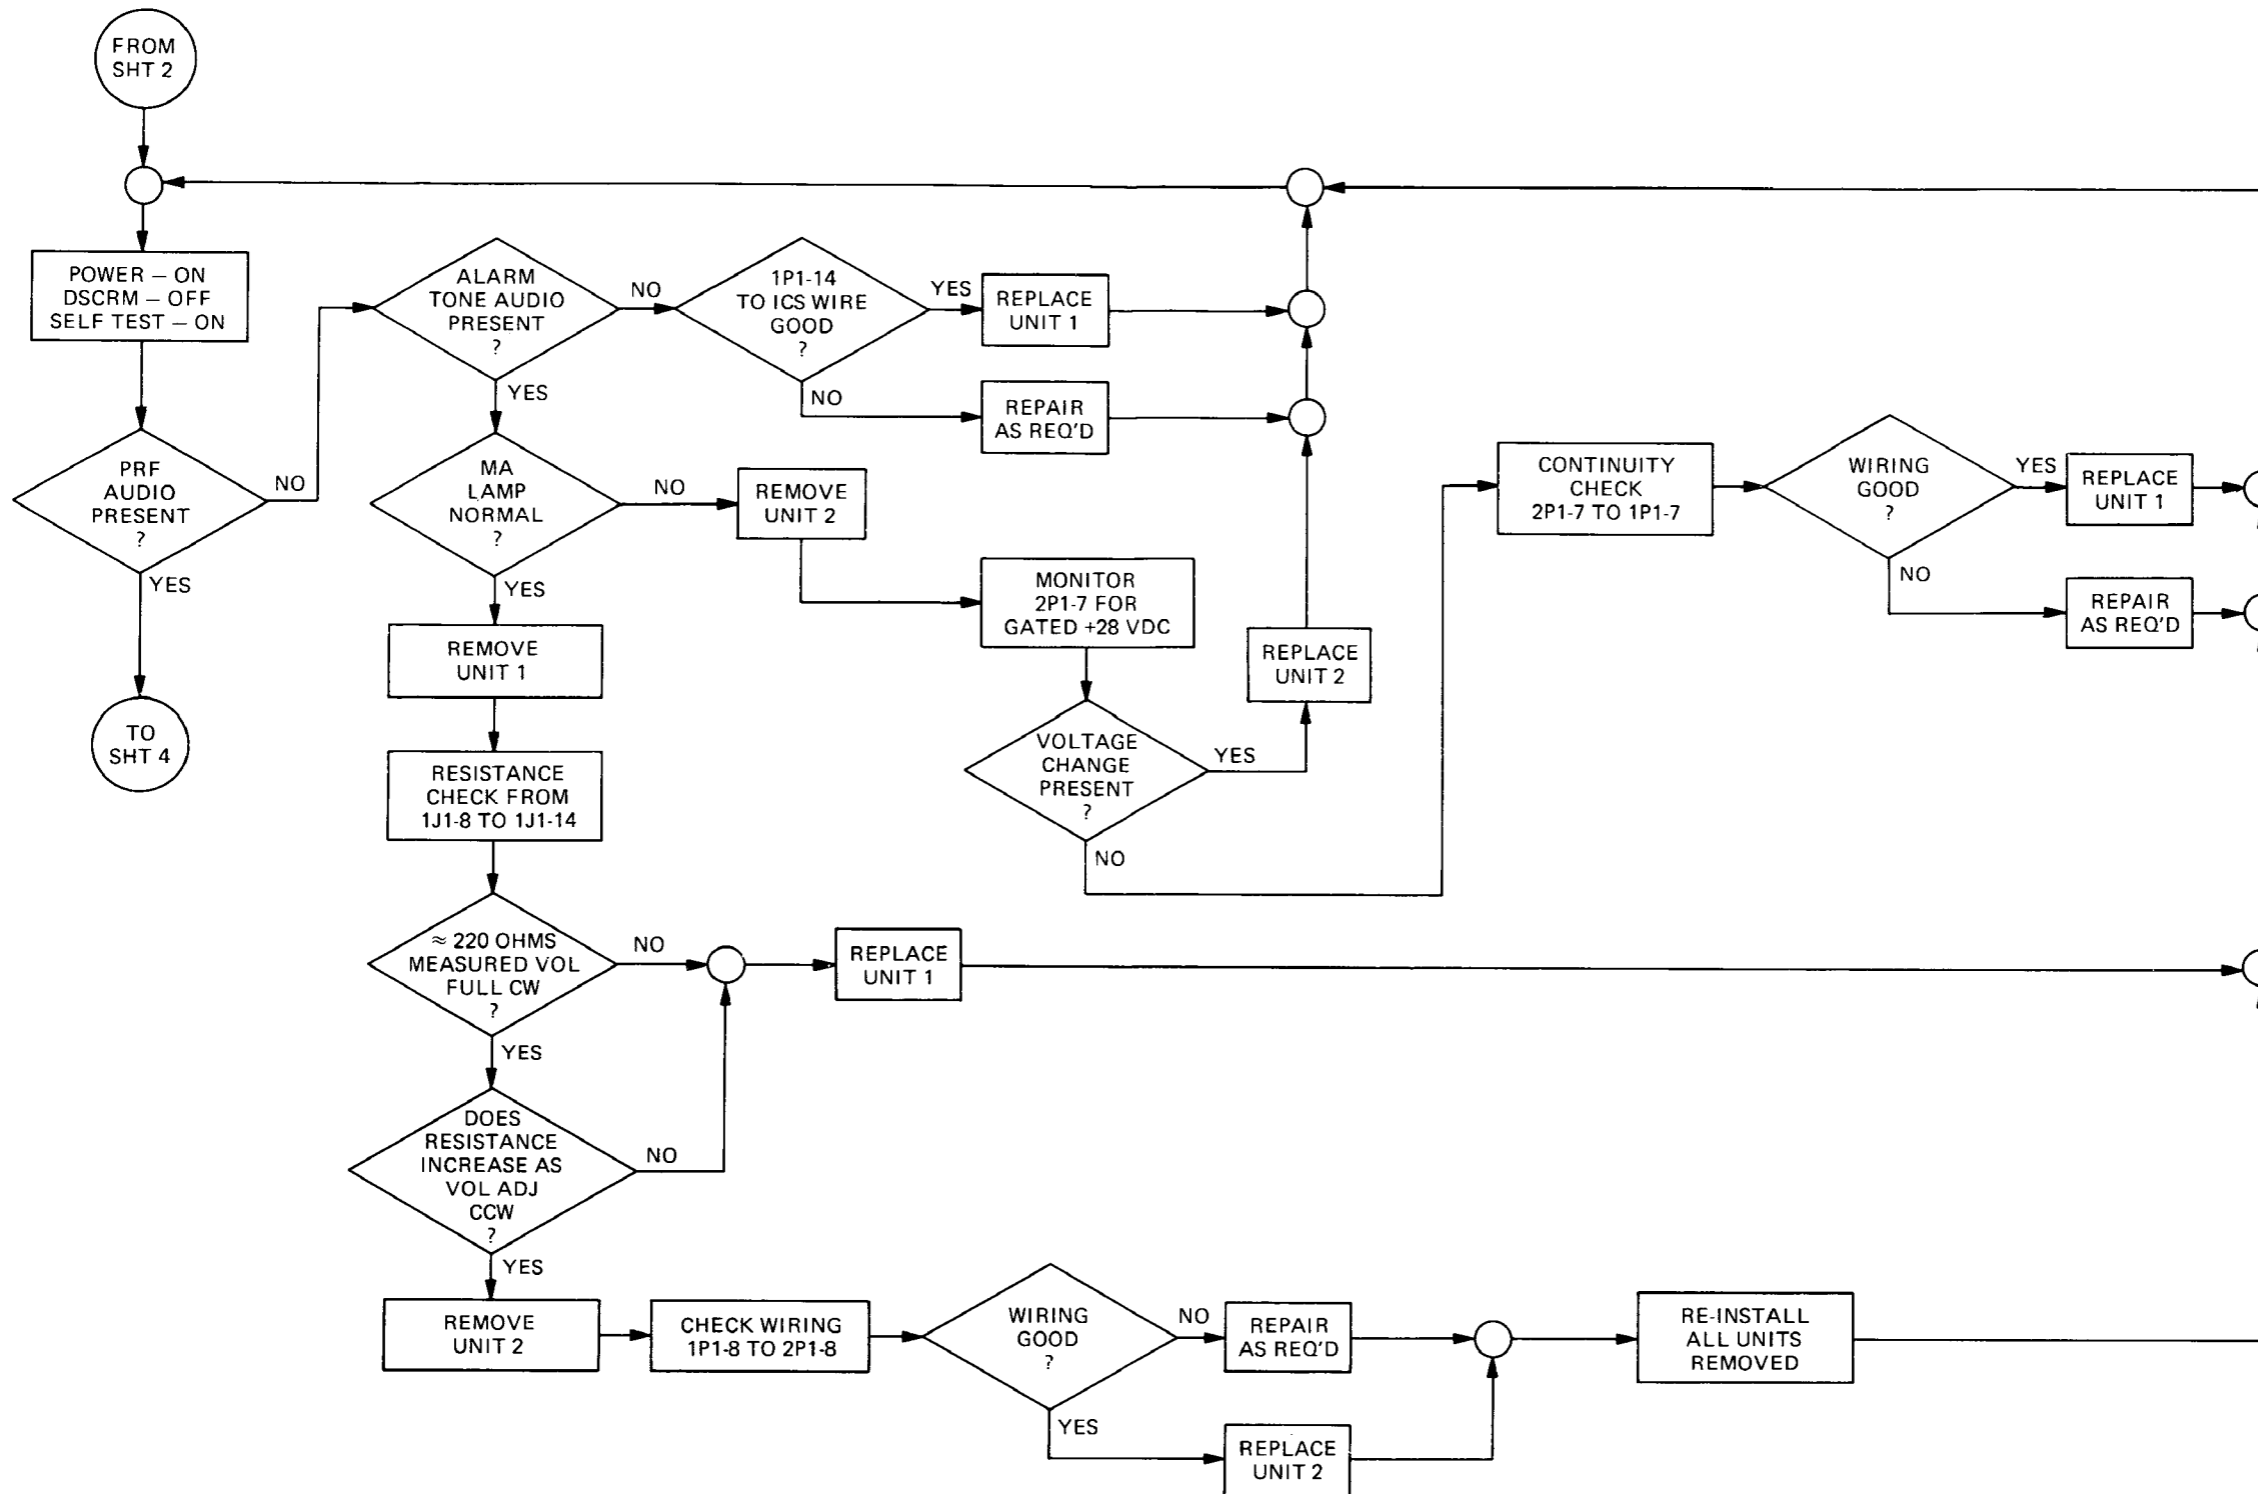 FROM
SHT 2
POWER – ON
DSCRM – OFF
SELF TEST – ON
PRF
AUDIO
PRESENT
?
NO
YES
TO
SHT 4
ALARM
TONE AUDIO
PRESENT
?
NO
YES
1P1-14
TO ICS WIRE
GOOD
?
YES
NO
REPLACE
UNIT 1
REPAIR
AS REQ'D
MA
LAMP
NORMAL
?
NO
YES
REMOVE
UNIT 2
MONITOR
2P1-7 FOR
GATED +28 VDC
VOLTAGE
CHANGE
PRESENT
?
YES
NO
REPLACE
UNIT 2
CONTINUITY
CHECK
2P1-7 TO 1P1-7
WIRING
GOOD
?
YES
NO
REPLACE
UNIT 1
REPAIR
AS REQ'D
REMOVE
UNIT 1
RESISTANCE
CHECK FROM
1J1-8 TO 1J1-14
≈ 220 OHMS
MEASURED VOL
FULL CW
?
NO
YES
REPLACE
UNIT 1
DOES
RESISTANCE
INCREASE AS
VOL ADJ
CCW
?
NO
YES
REMOVE
UNIT 2
CHECK WIRING
1P1-8 TO 2P1-8
WIRING
GOOD
?
NO
YES
REPAIR
AS REQ'D
REPLACE
UNIT 2
RE-INSTALL
ALL UNITS
REMOVED